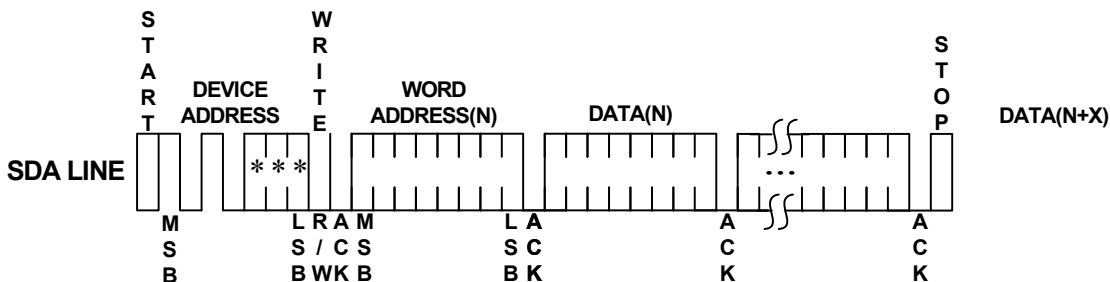 START
WRITE
STOP
DEVICE
ADDRESS
WORD
ADDRESS(N)
DATA(N)
DATA(N+X)
SDA LINE
* * *
...
MSB
LSB
R/W
ACK
MSB
LSB
ACK
ACK
ACK